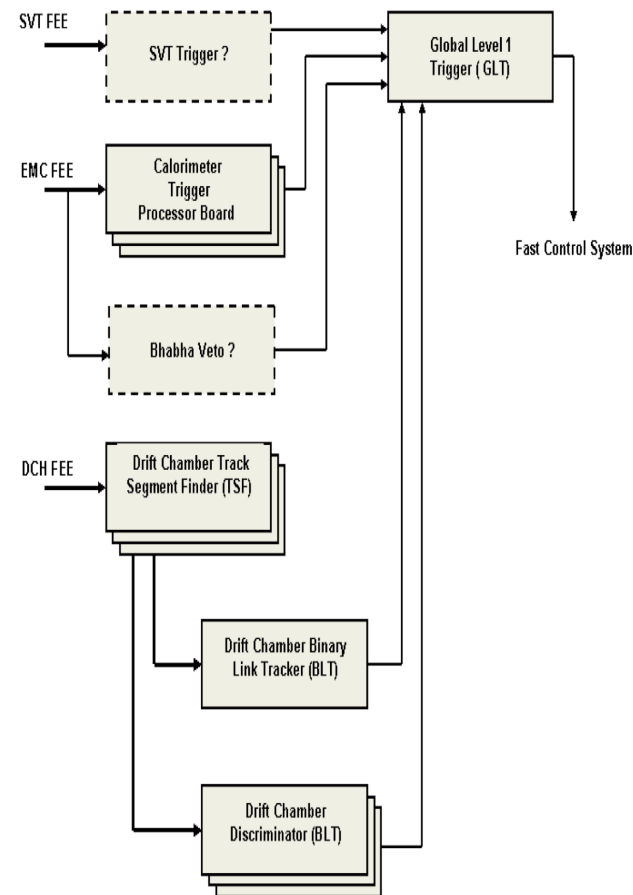 SVT FEE
SVT Trigger ?
Global Level 1
Trigger ( GLT)
EMC FEE
Calorimeter
Trigger
Processor Board
Fast Control System
Bhabha Veto ?
DCH FEE
Drift Chamber Track
Segment Finder (TSF)
Drift Chamber Binary
Link Tracker (BLT)
Drift Chamber
Discriminator (BLT)